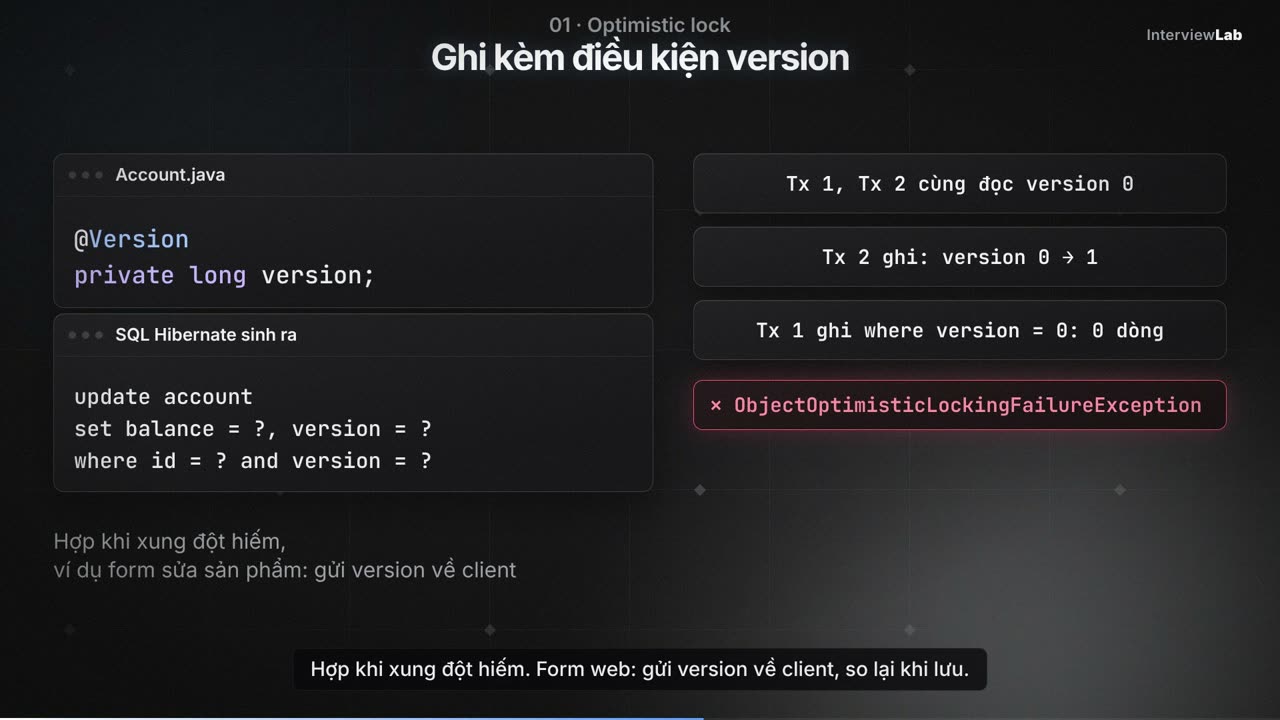 01 · Optimistic lock
Ghi kèm điều kiện version
InterviewLab
Account.java
@Version
private long version;
SQL Hibernate sinh ra
update account
set balance = ?, version = ?
where id = ? and version = ?
Hợp khi xung đột hiếm,
ví dụ form sửa sản phẩm: gửi version về client
Tx 1, Tx 2 cùng đọc version 0
Tx 2 ghi: version 0 → 1
Tx 1 ghi where version = 0: 0 dòng
× ObjectOptimisticLockingFailureException
Hợp khi xung đột hiếm. Form web: gửi version về client, so lại khi lưu.